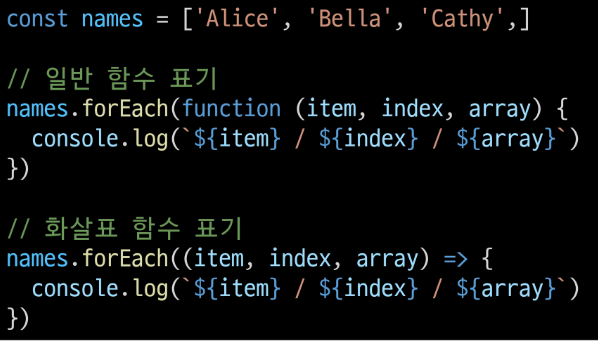 const names = ['Alice', 'Bella', 'Cathy',]
// 일반 함수 표기
names.forEach(function (item, index, array) {
  console.log(`${item} / ${index} / ${array}`)
})
// 화살표 함수 표기
names.forEach((item, index, array) => {
  console.log(`${item} / ${index} / ${array}`)
})